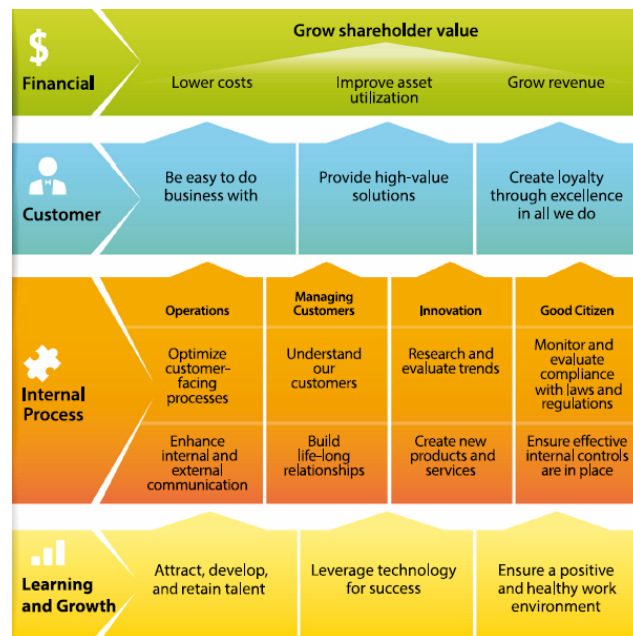 Grow shareholder value
Financial
Lower costs
Improve asset
utilization
Grow revenue
Customer
Be easy to do
business with
Provide high-value
solutions
Create loyalty
through excellence
in all we do
Internal
Process
Operations
Managing
Customers
Innovation
Good Citizen
Optimize
customer-
facing
processes
Understand
our
customers
Research and
evaluate trends
Monitor and
evaluate
compliance
with laws and
regulations
Enhance
internal and
external
communication
Build
life-long
relationships
Create new
products and
services
Ensure effective
internal controls
are in place
Learning
and Growth
Attract, develop,
and retain talent
Leverage technology
for success
Ensure a positive
and healthy work
environment